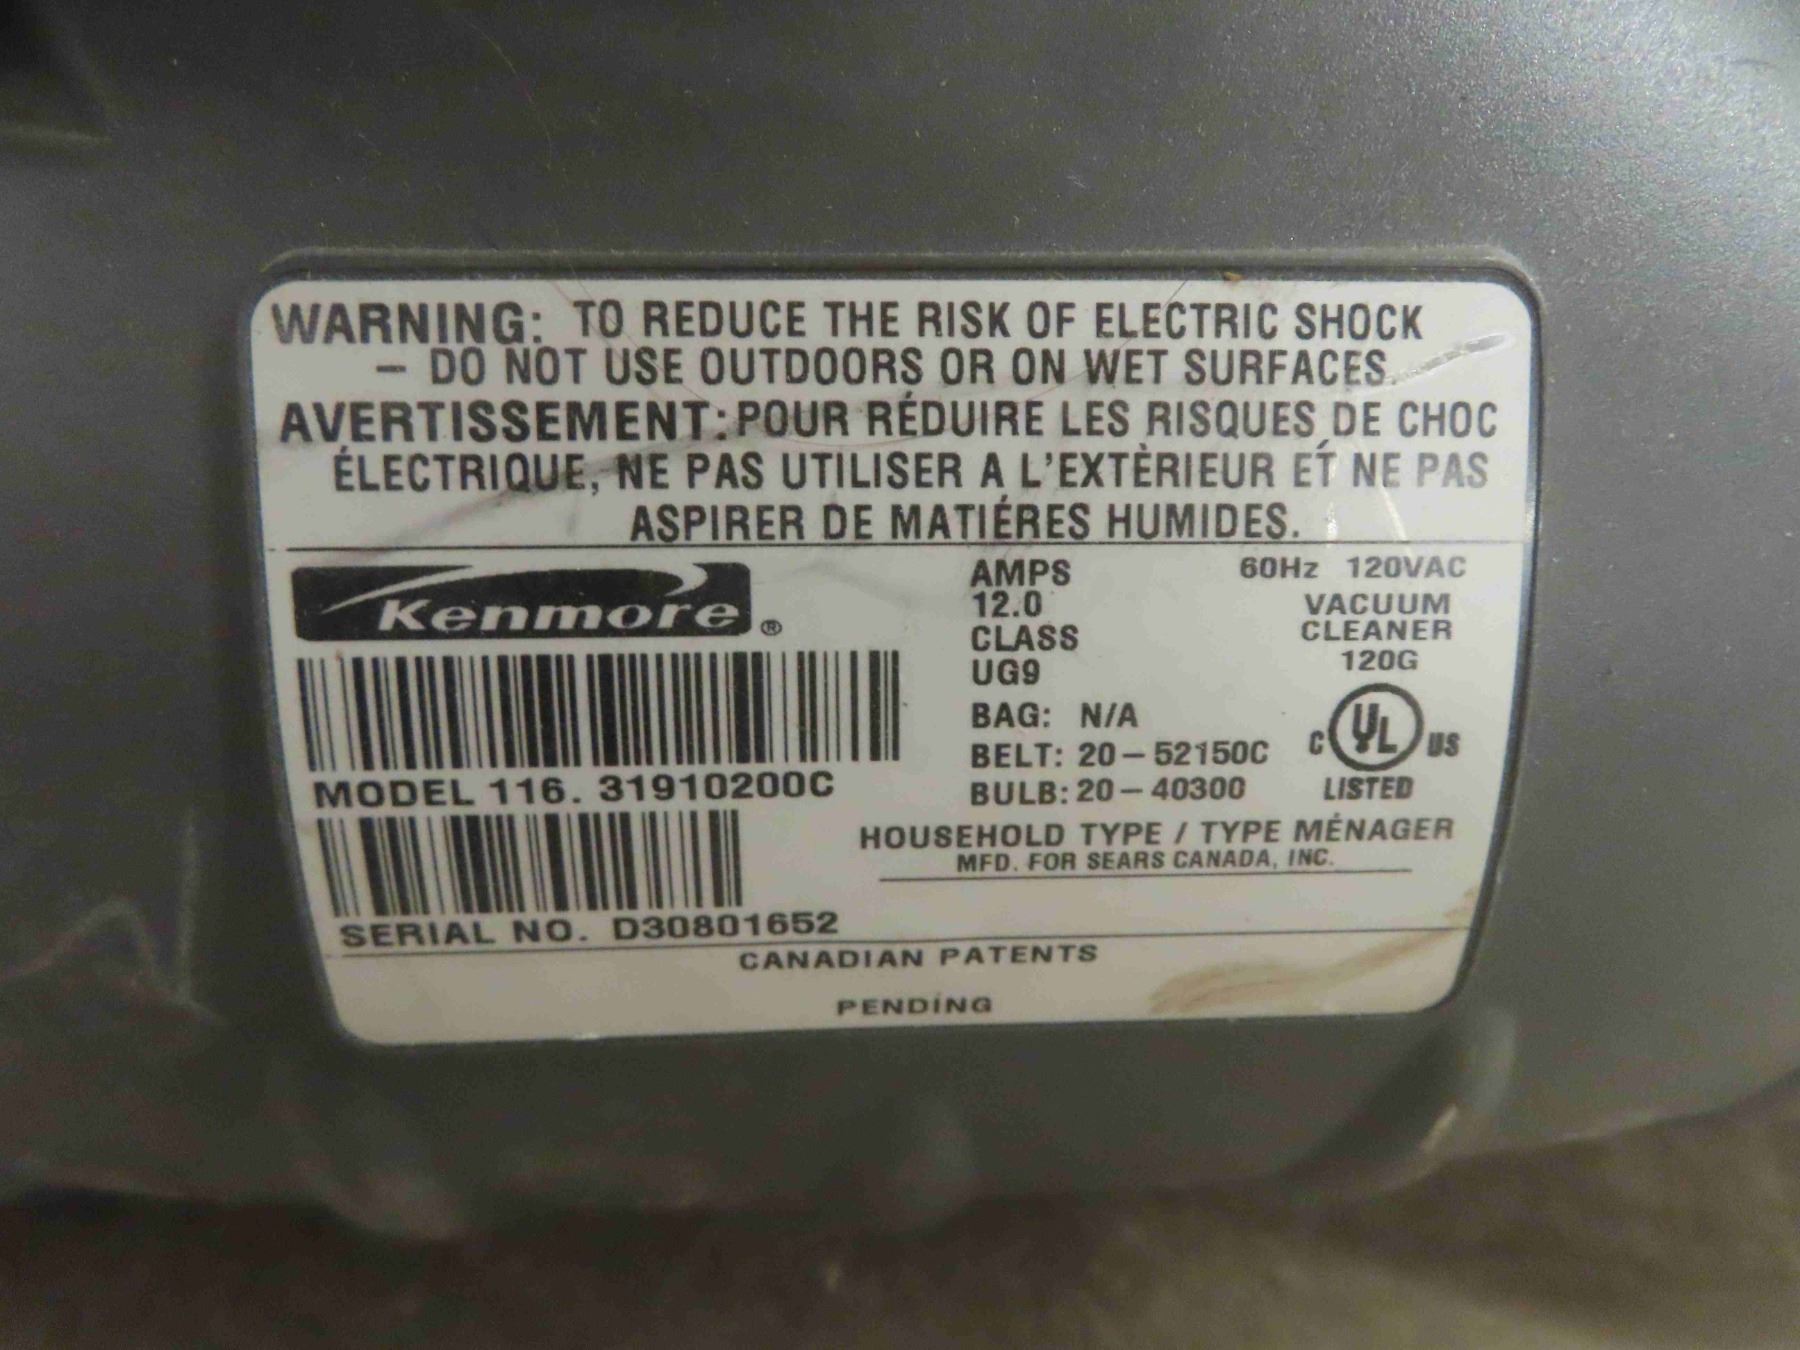 WARNING: TO REDUCE THE RISK OF ELECTRIC SHOCK
– DO NOT USE OUTDOORS OR ON WET SURFACES.
AVERTISSEMENT: POUR RÉDUIRE LES RISQUES DE CHOC
ÉLECTRIQUE, NE PAS UTILISER A L'EXTÈRIEUR ET NE PAS
ASPIRER DE MATIÉRES HUMIDES.
Kenmore ®
MODEL 116. 31910200C
SERIAL NO. D30801652
AMPS
12.0
CLASS
UG9
BAG: N/A
BELT: 20–52150C
BULB: 20–40300
60Hz 120VAC
VACUUM
CLEANER
120G
C UL US
LISTED
HOUSEHOLD TYPE / TYPE MÉNAGER
MFD. FOR SEARS CANADA, INC.
CANADIAN PATENTS
PENDING